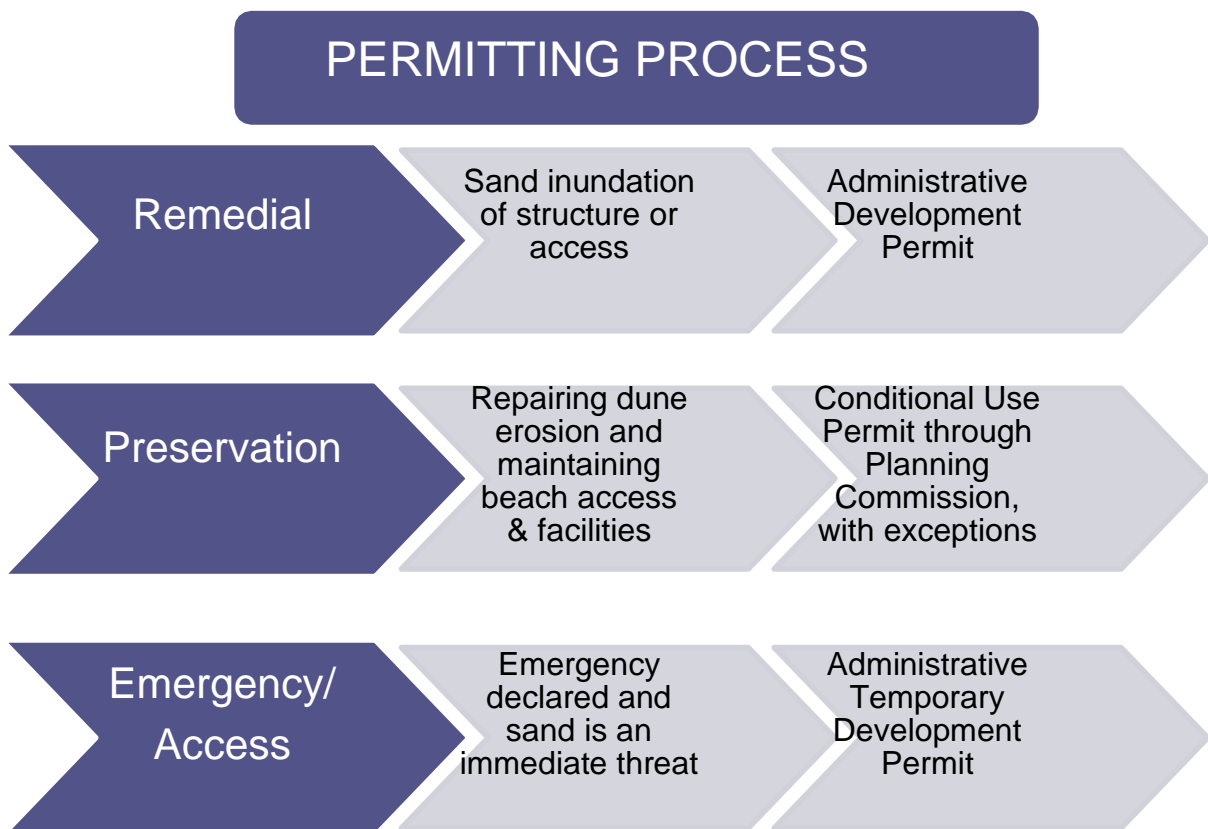 PERMITTING PROCESS
Remedial
Sand inundation
of structure or
access
Administrative
Development
Permit
Preservation
Repairing dune
erosion and
maintaining
beach access
& facilities
Conditional Use
Permit through
Planning
Commission,
with exceptions
Emergency/
Access
Emergency
declared and
sand is an
immediate threat
Administrative
Temporary
Development
Permit